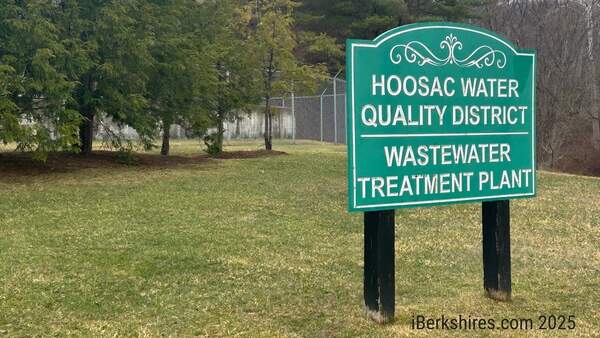 HOOSAC WATER
QUALITY DISTRICT
WASTEWATER
TREATMENT PLANT
iBerkshires.com 2025